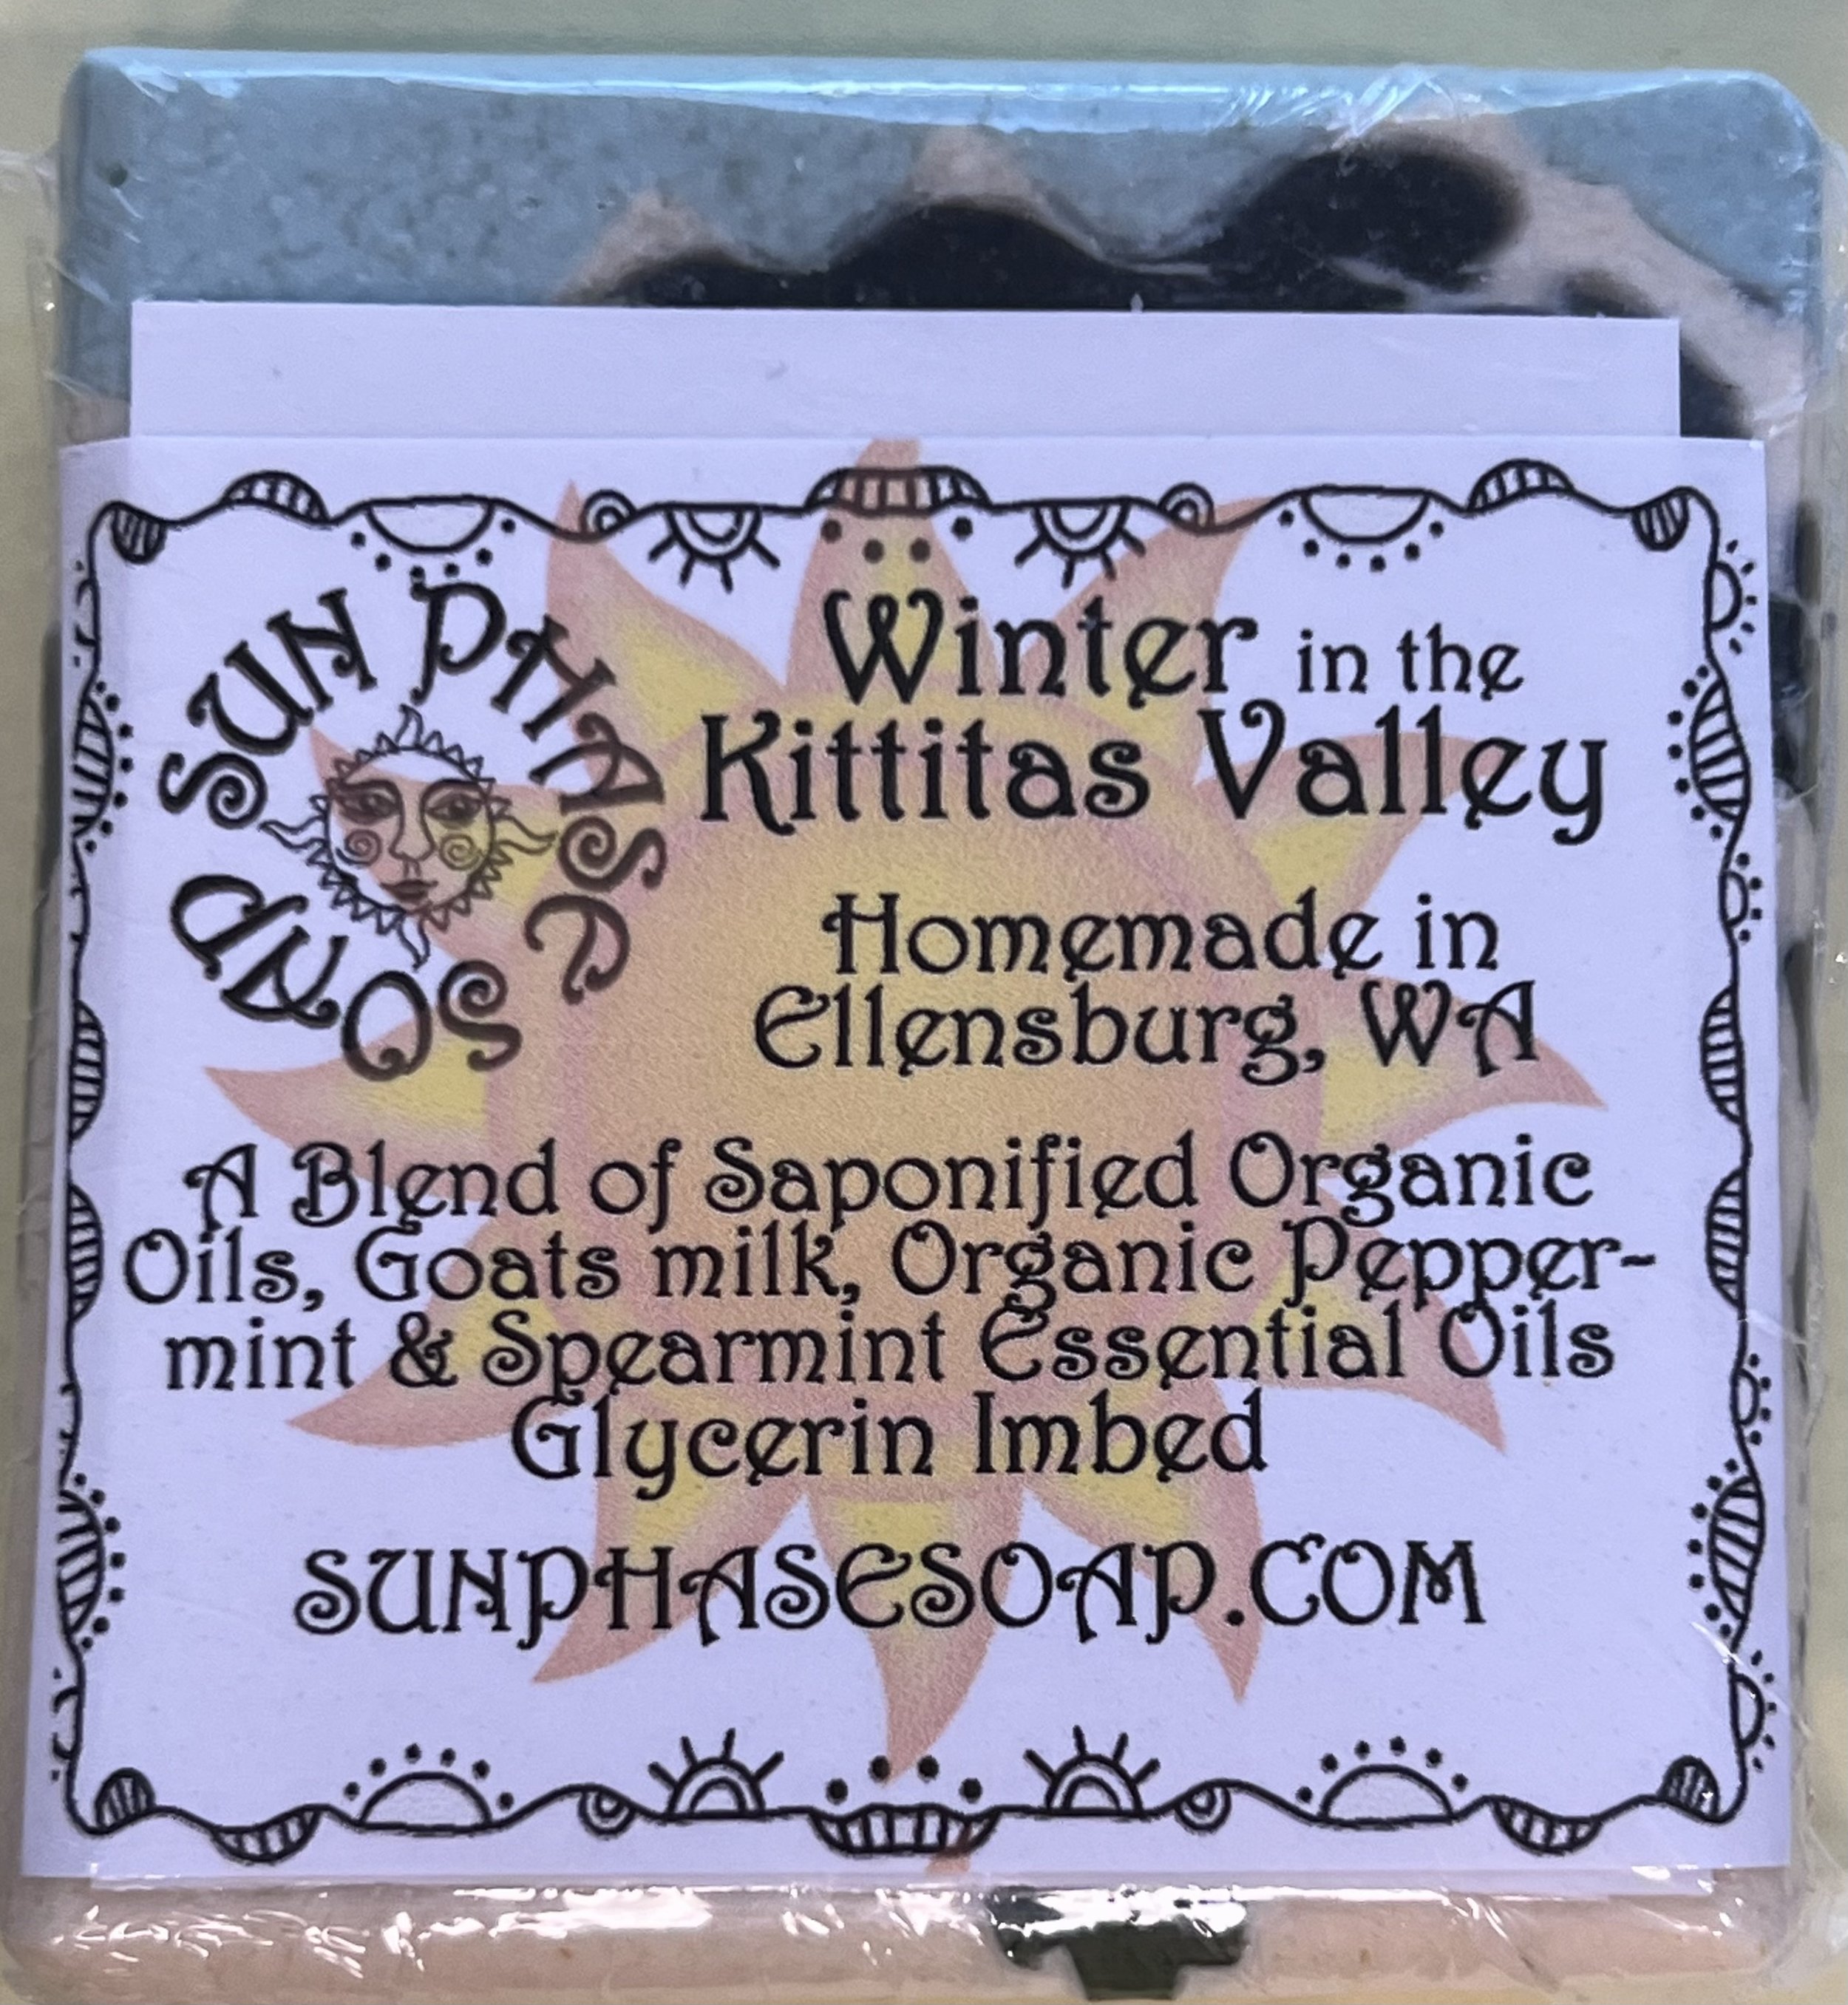 SUN PHASE SOAP
Winter in the
Kittitas Valley
Homemade in
Ellensburg, WA
A Blend of Saponified Organic
Oils, Goats milk, Organic Pepper-
mint & Spearmint Essential Oils
Glycerin Imbed
SUNPHASESOAP.COM